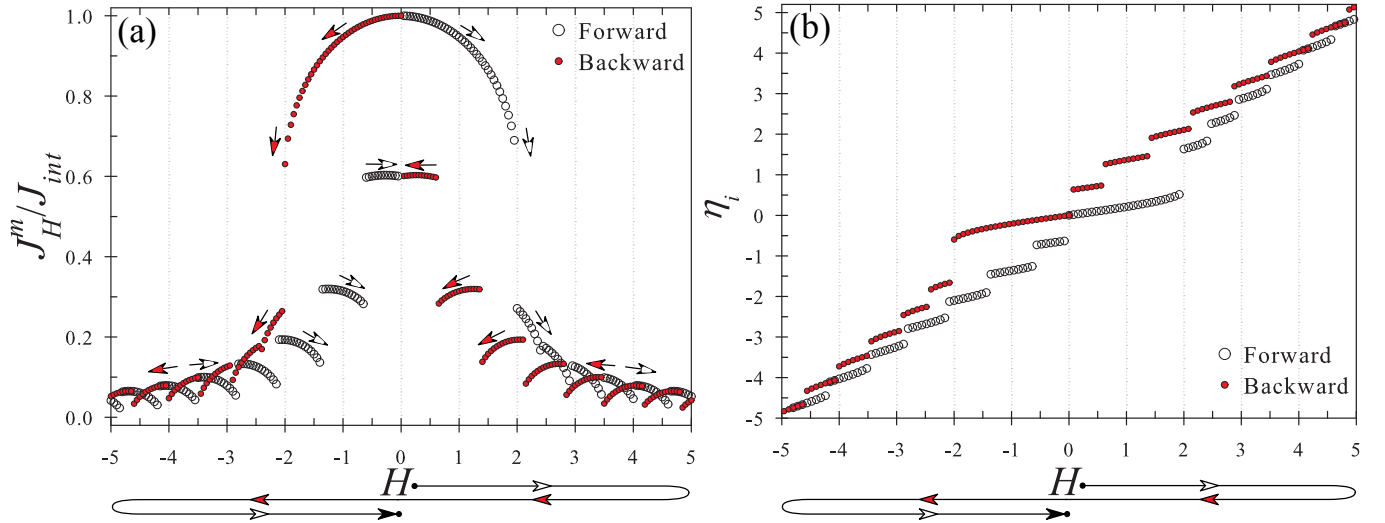 (a)
Forward
Backward
1.0
0.8
0.6
0.4
0.2
0.0
J_H^m/J_int
-5 -4 -3 -2 -1 0 1 2 3 4 5
H
(b)
5
4
3
2
1
0
-1
-2
-3
-4
-5
η_i
Forward
Backward
-5 -4 -3 -2 -1 0 1 2 3 4 5
H